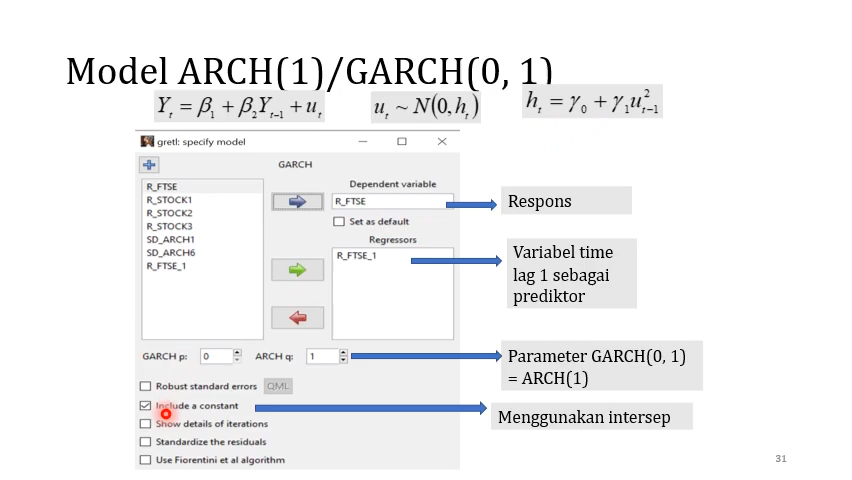 Model ARCH(1)/GARCH(0, 1)
Yₜ = β₁ + β₂Yₜ₋₁ + uₜ
uₜ ~ N(0, hₜ)
hₜ = γ₀ + γ₁u²ₜ₋₁
gretl: specify model
GARCH
R_FTSE
R_STOCK1
R_STOCK2
R_STOCK3
SD_ARCH1
SD_ARCH6
R_FTSE_1
Dependent variable
R_FTSE
Set as default
Regressors
R_FTSE_1
GARCH p: 0
ARCH q: 1
Robust standard errors QML
Include a constant
Show details of iterations
Standardize the residuals
Use Fiorentini et al algorithm
Respons
Variabel time
lag 1 sebagai
prediktor
Parameter GARCH(0, 1)
= ARCH(1)
Menggunakan intersep
31